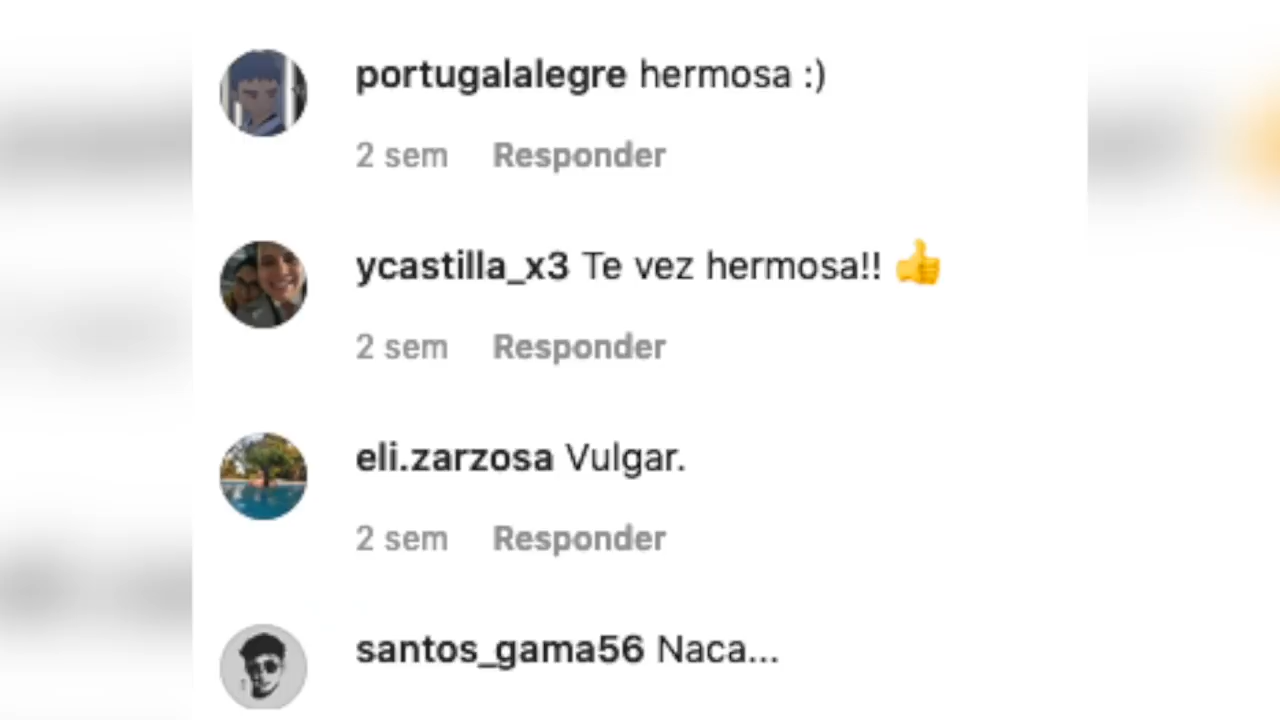 portugalalegre hermosa :)
2 sem Responder
ycastilla_x3 Te vez hermosa!! 👍
2 sem Responder
eli.zarzosa Vulgar.
2 sem Responder
santos_gama56 Naca...